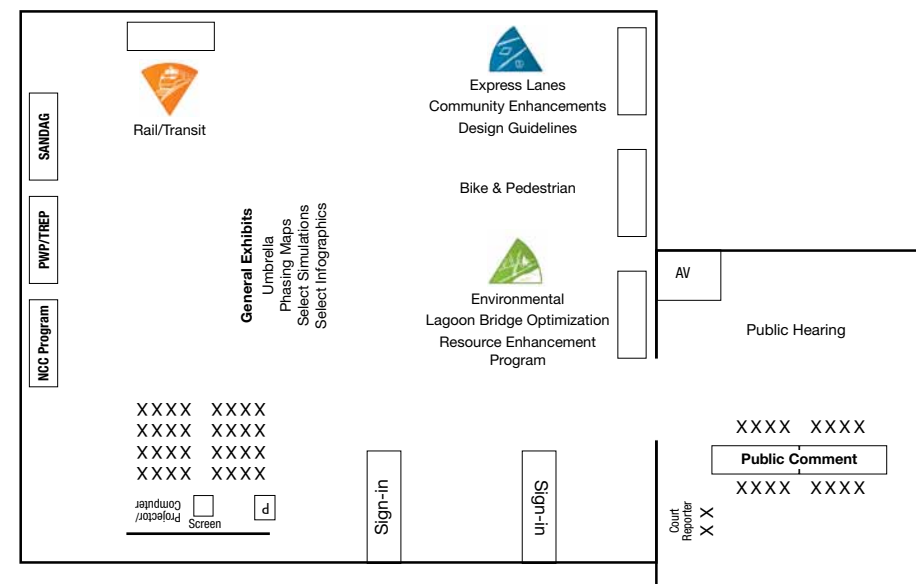 Rail/Transit
Express Lanes
Community Enhancements
Design Guidelines
SANDAG
PWP/TREP
NCC Program
General Exhibits
Umbrella
Phasing Maps
Select Simulations
Select Infographics
Bike & Pedestrian
Environmental
Lagoon Bridge Optimization
Resource Enhancement
Program
AV
Public Hearing
XXXX XXXX
XXXX XXXX
XXXX XXXX
XXXX XXXX
Projector/
Computer
Screen
P
Sign-in
Sign-in
XXXX XXXX
Public Comment
XXXX XXXX
Court
Reporter
XX